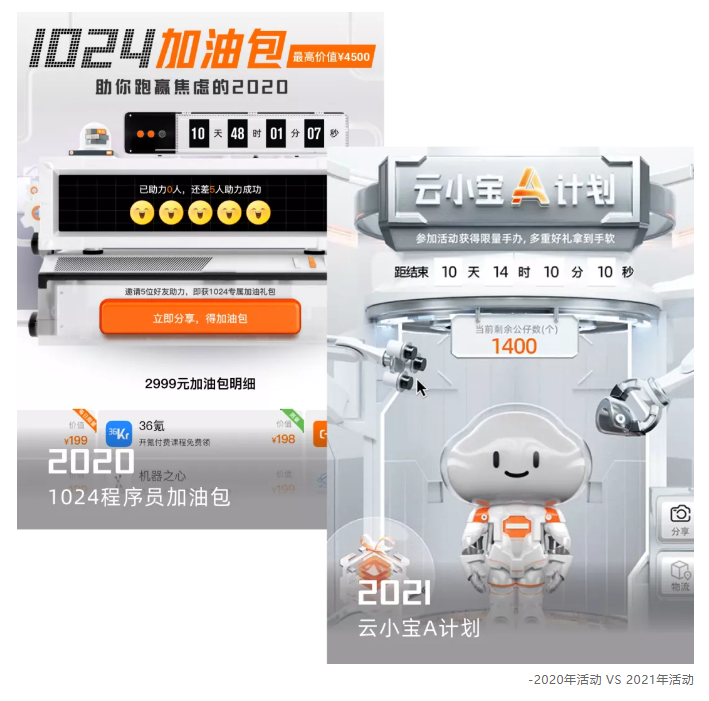 1024加油包
最高价值¥4500
助你跑赢焦虑的2020
10 天 48 时 01 分 07 秒
已助力0人，还差5人助力成功
邀请5位好友助力，即获1024专属加油礼包
立即分享，得加油包
2999元加油包明细
价值
¥199
36Kr
36氪
开氪付费课程免费领
价值
¥198
机器之心
价值
¥199
2020
1024程序员加油包
云小宝A计划
参加活动获得限量手办，多重好礼拿到手软
距结束 10 天 14 时 10 分 10 秒
当前剩余公仔数(个)
1400
分享
物流
2021
云小宝A计划
-2020年活动 VS 2021年活动